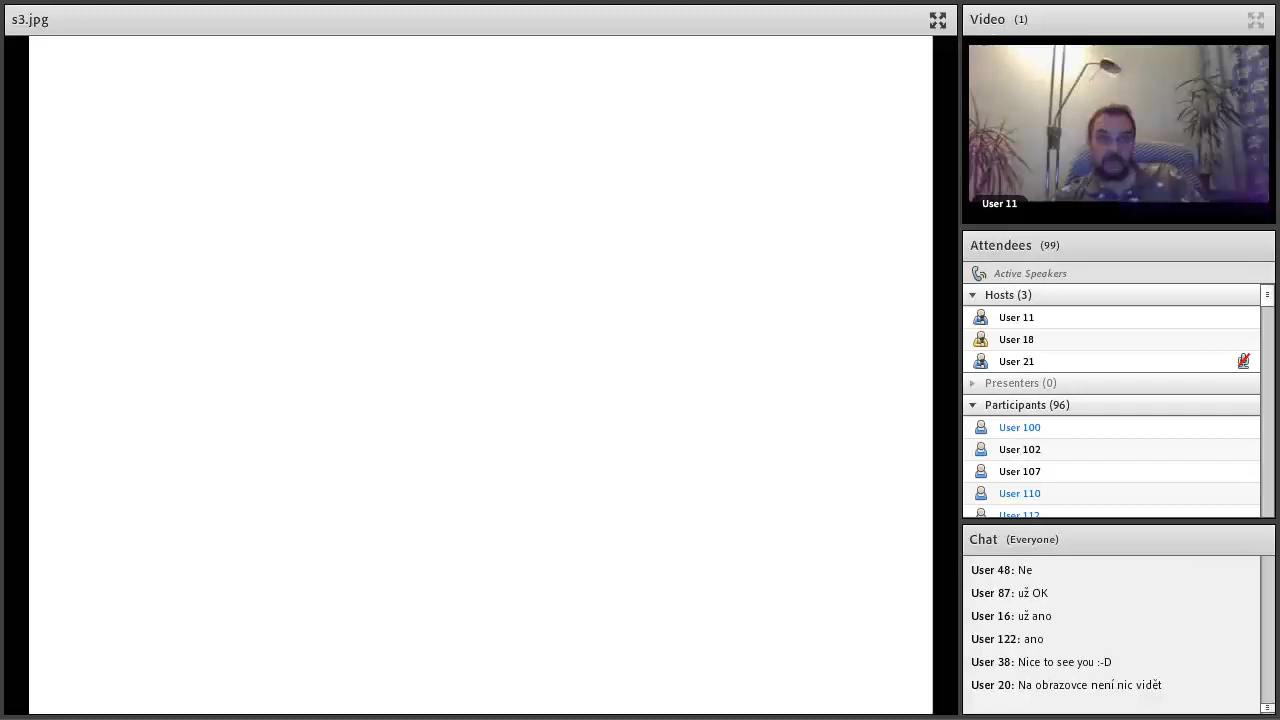 s3.jpg
Video (1)
User 11
Attendees (99)
Active Speakers
Hosts (3)
User 11
User 18
User 21
Presenters (0)
Participants (96)
User 100
User 102
User 107
User 110
User 112
Chat (Everyone)
User 48: Ne
User 87: už OK
User 16: už ano
User 122: ano
User 38: Nice to see you :-D
User 20: Na obrazovce není nic vidět